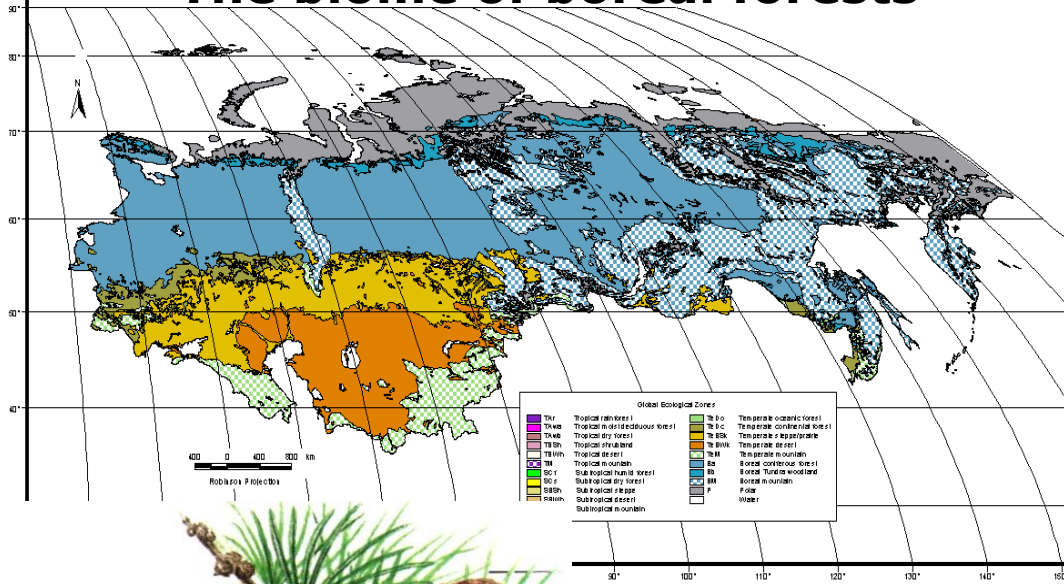 The biome of boreal forests
90°
80°
N
70°
60°
50°
40°
400 0 400 800 km
Robinson Projection
Global Ecological Zones
TAr Tropical rainforest
TAwa Tropical moist deciduous forest
TAwb Tropical dry forest
TBSh Tropical shrubland
TBWh Tropical desert
TM Tropical mountain
SCf Subtropical humid forest
SCs Subtropical dry forest
SBSh Subtropical steppe
SBWh Subtropical desert
Subtropical mountain
TeDo Temperate oceanic forest
TeDc Temperate continental forest
TeBSk Temperate steppe/prairie
TeBWk Temperate desert
TeM Temperate mountain
Ba Boreal coniferous forest
Bb Boreal Tundra woodland
BM Boreal mountain
P Polar
Water
90° 100° 110° 120° 130° 140°